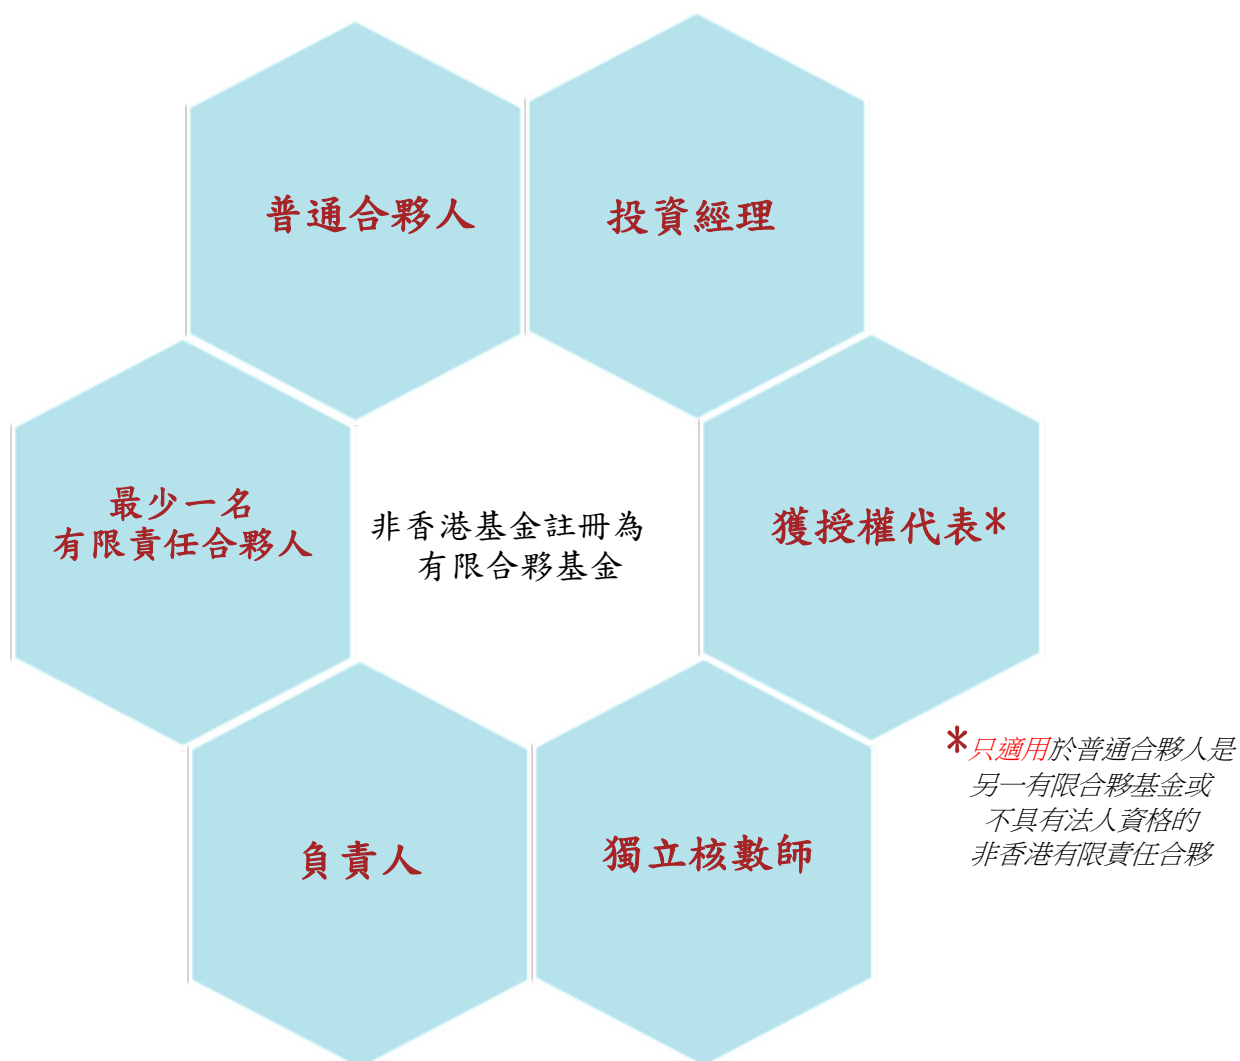 普通合夥人
投資經理
最少一名
有限責任合夥人
非香港基金註冊為
有限合夥基金
獲授權代表*
負責人
獨立核數師
*只適用於普通合夥人是
另一有限合夥基金或
不具有法人資格的
非香港有限責任合夥